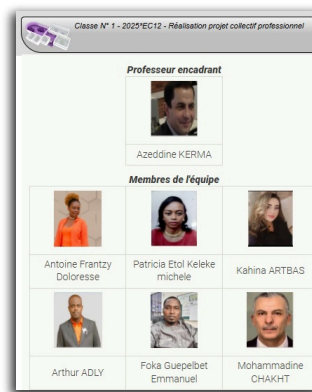 Classe N° 1 - 2025*EC12 - Réalisation projet collectif professionnel
Professeur encadrant
Azeddine KERMA
Membres de l'équipe
Antoine Frantzy
Doloresse
Patricia Etol Keleke
michele
Kahina ARTBAS
Arthur ADLY
Foka Guepelbet
Emmanuel
Mohammadine
CHAKHT